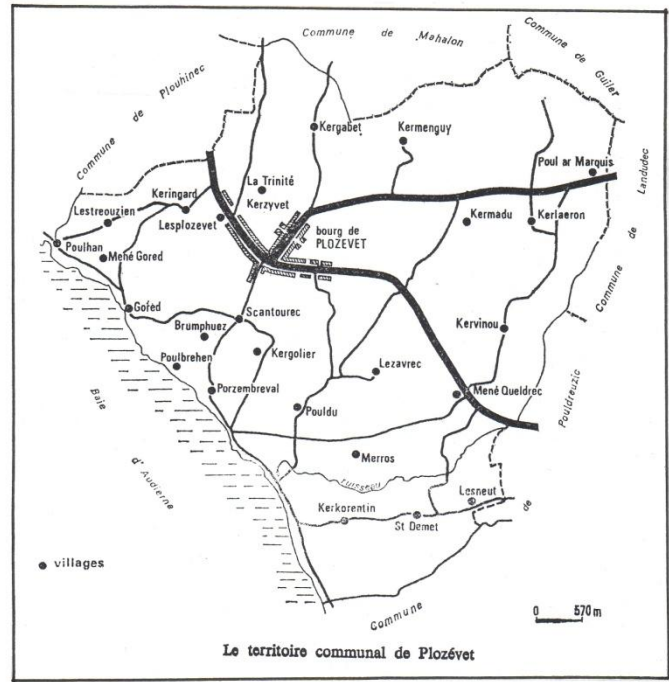 Commune de Mahalon
Commune de Guiler
Commune de Plouhinec
Kergabet
Kermenguy
Poul ar Marquis
La Trinité
Kerzyvet
Keringard
Lestreouzien
Lesplozevet
bourg de
PLOZEVET
Kermadu
Kerlaeron
Commune de Landudec
Poulhan
Mené Gored
Gored
Scantourec
Brumphuez
Kergolier
Kervinou
Poulbrehen
Lezavrec
Porzembreval
Pouldu
Mené Queldrec
Pouldreuzic
Baie
d'Audierne
Merros
Lesneut
Kerkorentin
St Demet
de
Commune
villages
0 570 m
Le territoire communal de Plozévet